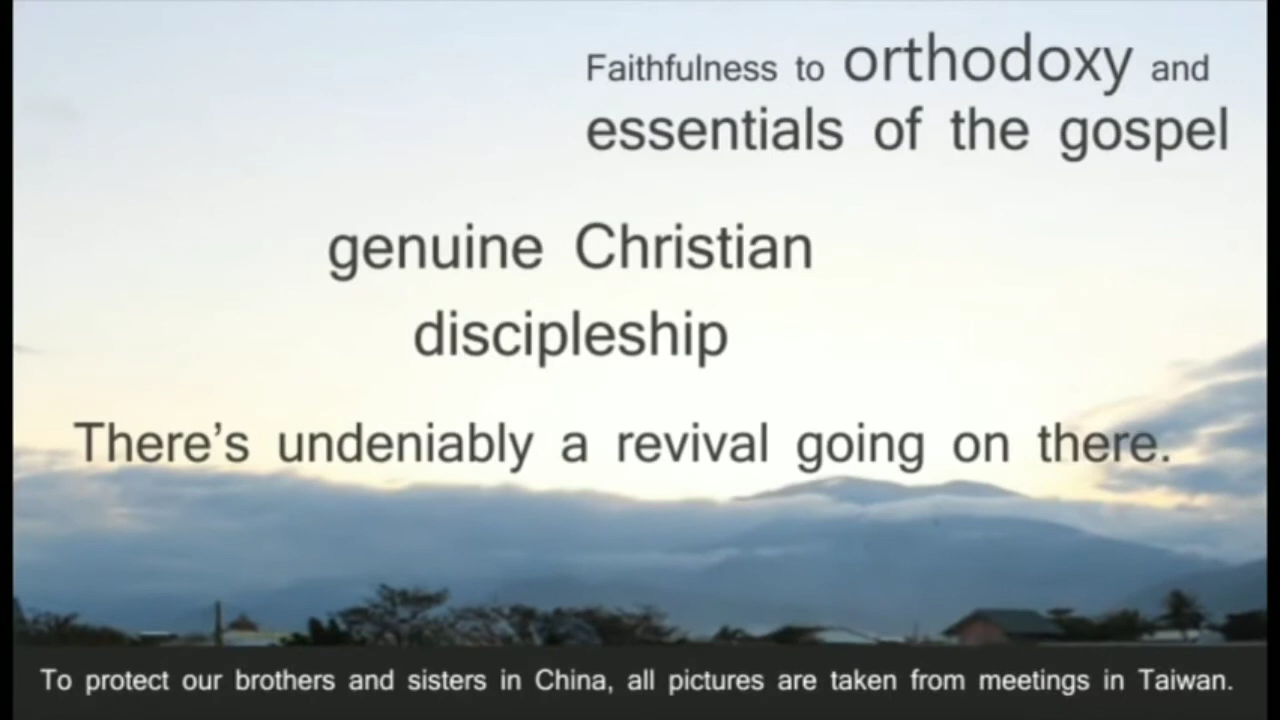 Faithfulness to orthodoxy and
essentials of the gospel
genuine Christian
discipleship
There’s undeniably a revival going on there.
To protect our brothers and sisters in China, all pictures are taken from meetings in Taiwan.